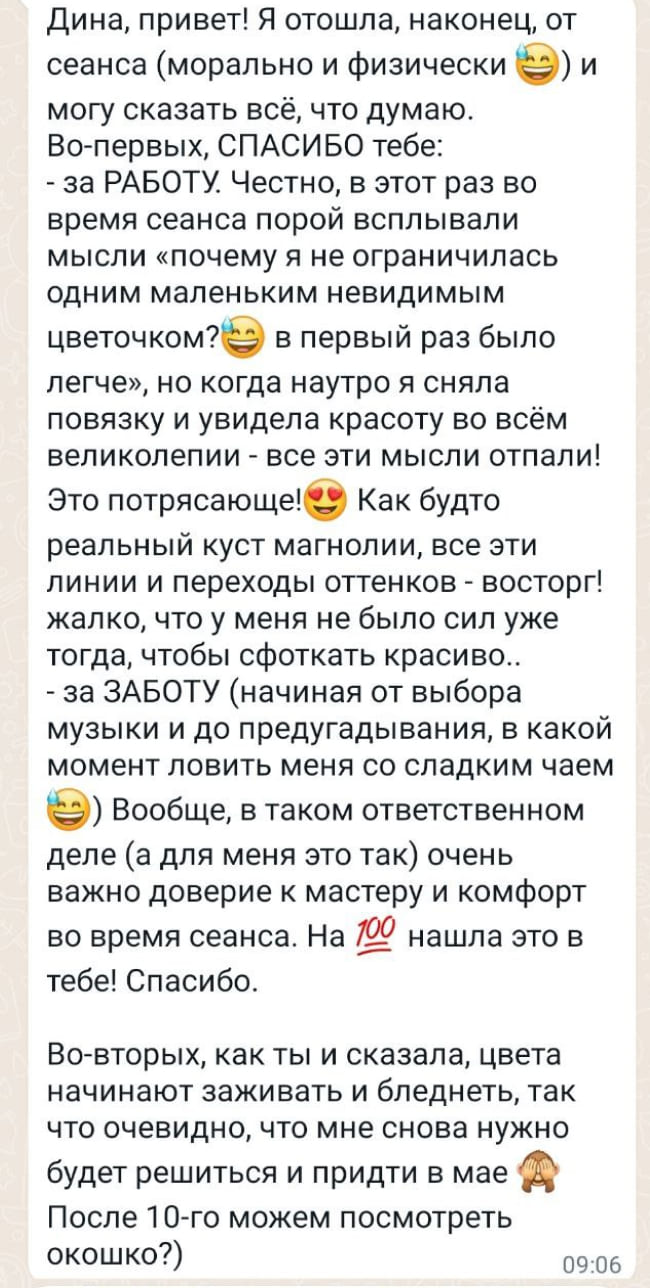 Дина, привет! Я отошла, наконец, от
сеанса (морально и физически 😅) и
могу сказать всё, что думаю.
Во-первых, СПАСИБО тебе:
- за РАБОТУ. Честно, в этот раз во
время сеанса порой всплывали
мысли «почему я не ограничилась
одним маленьким невидимым
цветочком?😅 в первый раз было
легче», но когда наутро я сняла
повязку и увидела красоту во всём
великолепии - все эти мысли отпали!
Это потрясающе!😍 Как будто
реальный куст магнолии, все эти
линии и переходы оттенков - восторг!
жалко, что у меня не было сил уже
тогда, чтобы сфоткать красиво..
- за ЗАБОТУ (начиная от выбора
музыки и до предугадывания, в какой
момент ловить меня со сладким чаем
😅) Вообще, в таком ответственном
деле (а для меня это так) очень
важно доверие к мастеру и комфорт
во время сеанса. На 💯 нашла это в
тебе! Спасибо.
Во-вторых, как ты и сказала, цвета
начинают заживать и бледнеть, так
что очевидно, что мне снова нужно
будет решиться и придти в мае 🙈
После 10-го можем посмотреть
окошко?)
09:06